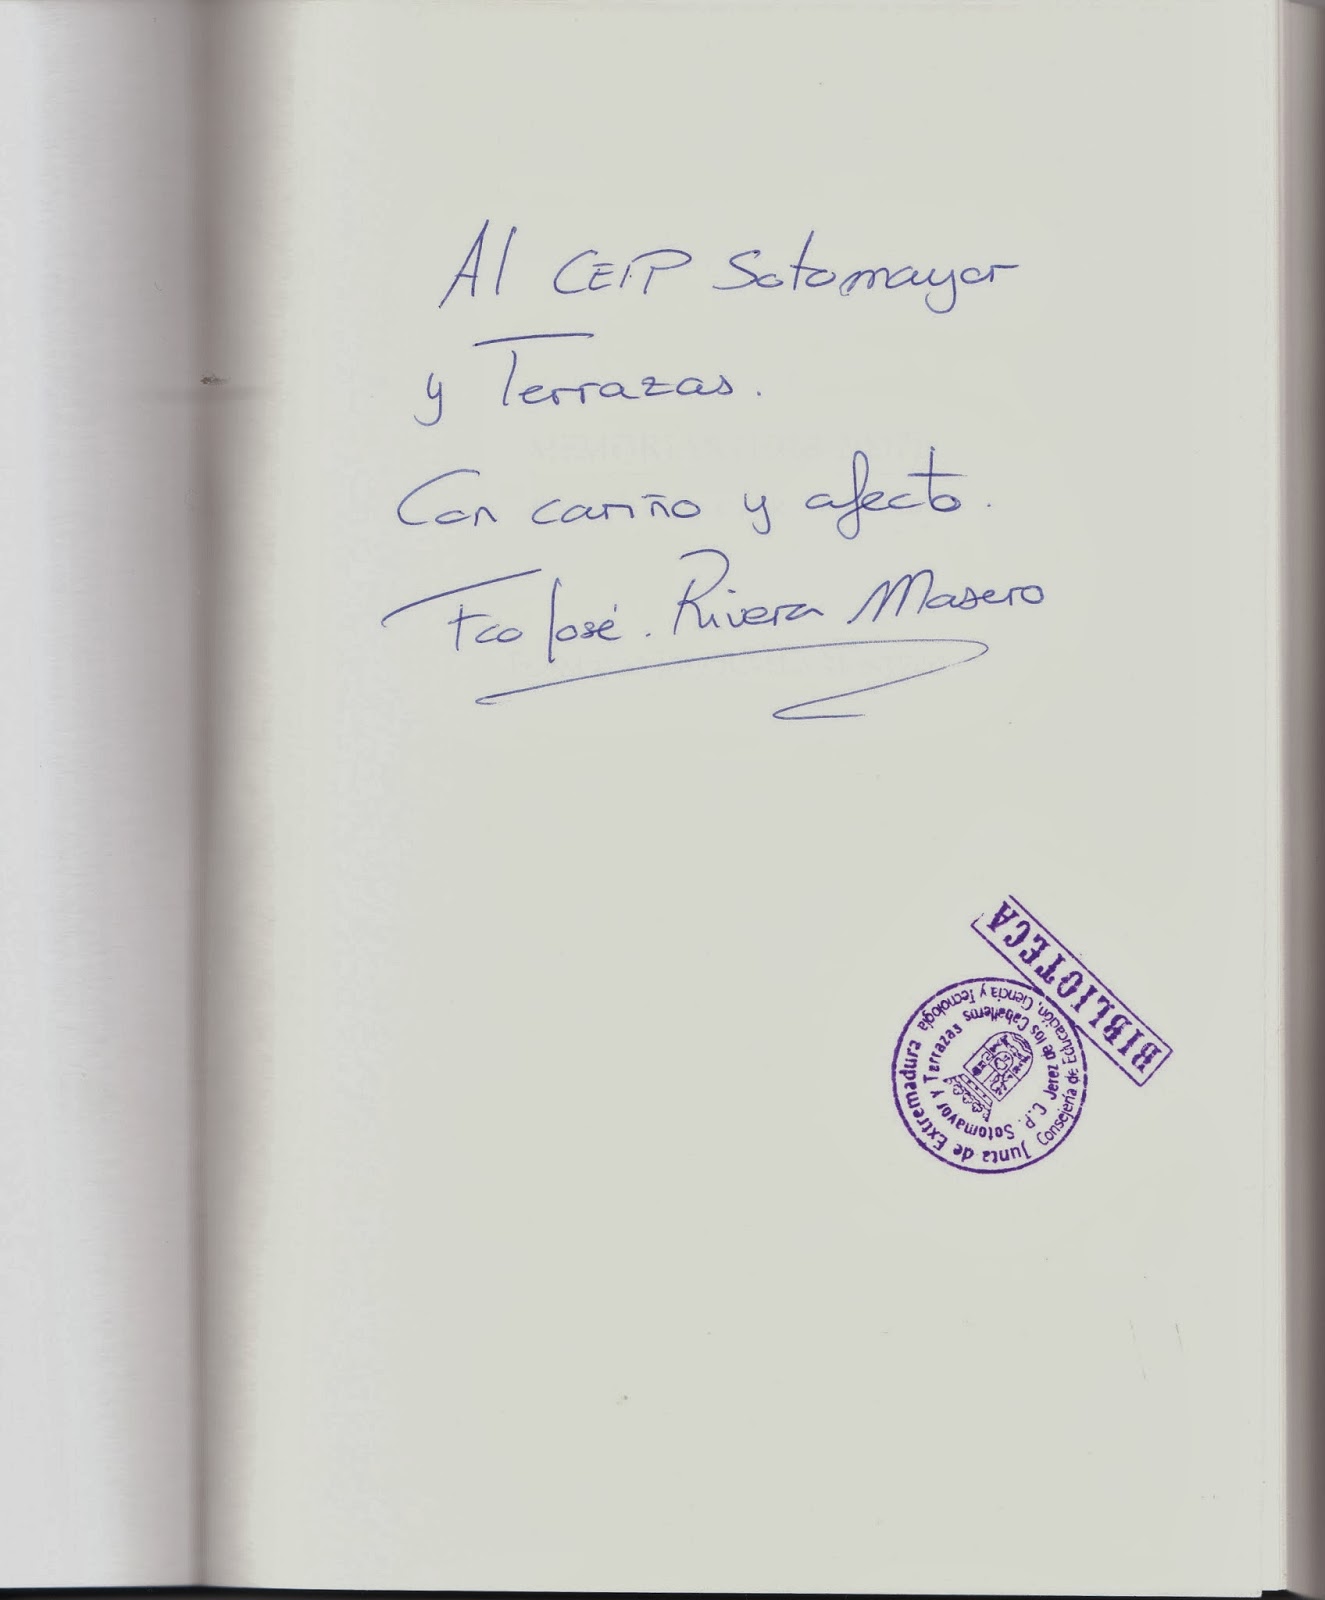 Al CEIP Sotomayor
y Terrazas.
Con cariño y afecto.
Fco José. Rivera Masero
BIBLIOTECA
Junta de Extremadura
Consejería de Educación, Ciencia y Tecnología
C.P. Sotomayor y Terrazas
Jerez de los Caballeros